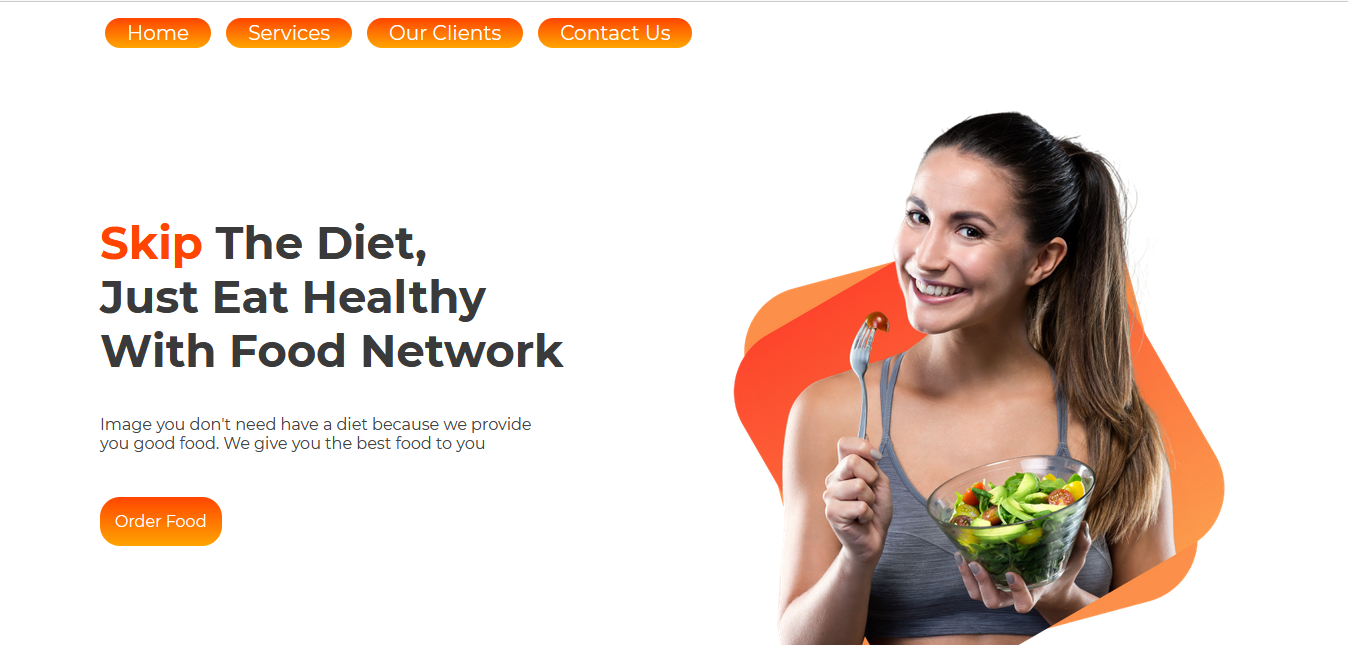 Home Services Our Clients Contact Us
Skip The Diet,
Just Eat Healthy
With Food Network
Image you don't need have a diet because we provide
you good food. We give you the best food to you
Order Food